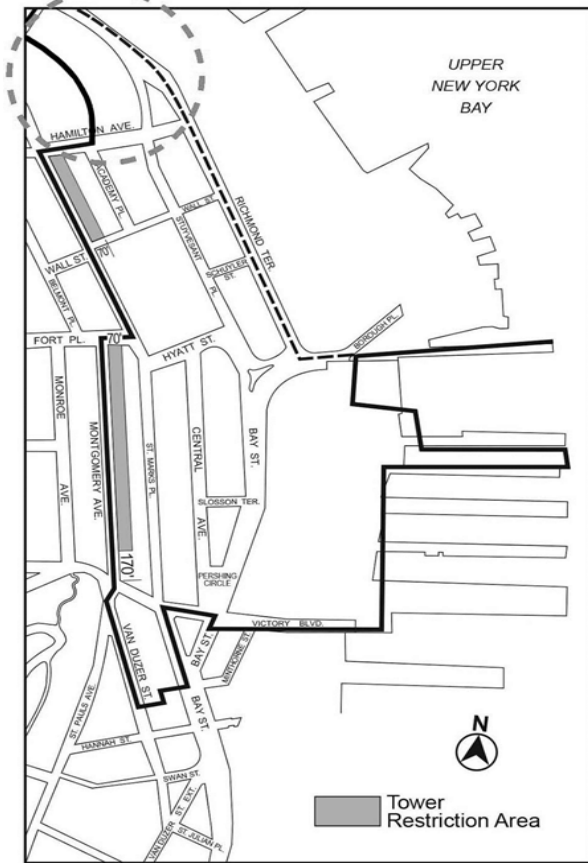 UPPER
NEW YORK
BAY
HAMILTON AVE.
ACADEMY PL.
WALL ST.
RICHMOND TER.
STUYVESANT PL.
70'
WALL ST.
SCHUYLER
ST.
BELMONT PL.
BOROUGH PL.
FORT PL.
70'
HYATT ST.
MONROE
AVE.
MONTGOMERY AVE.
ST. MARKS PL.
CENTRAL
AVE.
BAY ST.
SLOSSON TER.
170'
PERSHING
CIRCLE
VICTORY BLVD.
VAN DUZER ST.
BAY ST.
MINTHORNE ST.
ST. PAULS AVE.
BAY ST.
HANNAH ST.
N
SWAN ST.
VAN DUZER ST. EXT.
ST. JULIAN PL.
Tower
Restriction Area